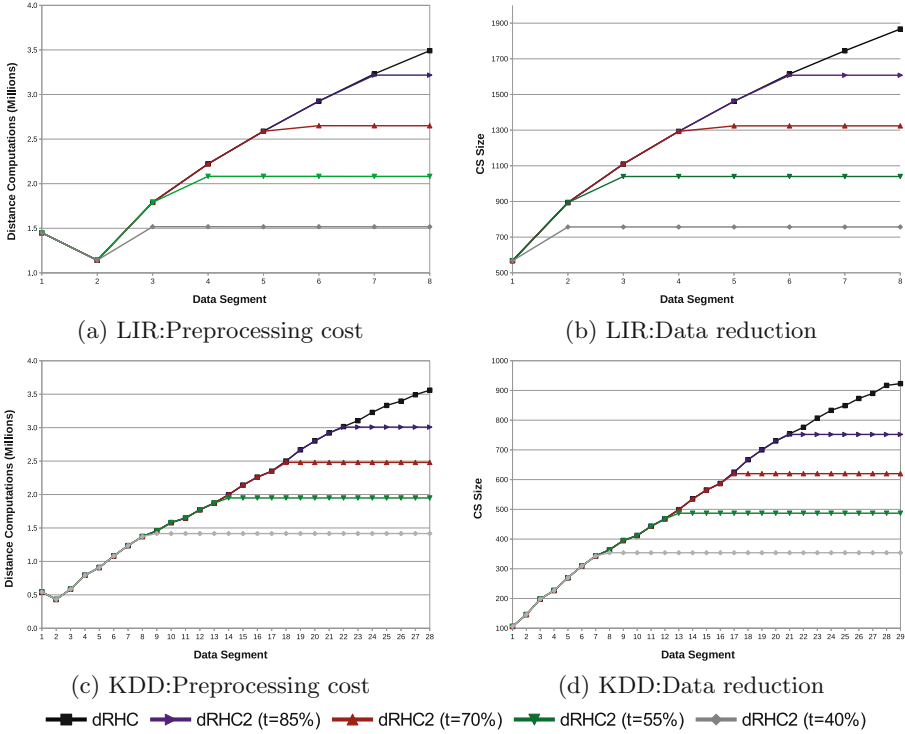 4.0
3.5
3.0
2.5
2.0
1.5
1.0
Distance Computations (Millions)
1 2 3 4 5 6 7 8
Data Segment
(a) LIR:Preprocessing cost
1900
1700
1500
1300
1100
900
700
500
CS Size
1 2 3 4 5 6 7 8
Data Segment
(b) LIR:Data reduction
4.0
3.5
3.0
2.5
2.0
1.5
1.0
0.5
0.0
Distance Computations (Millions)
1 2 3 4 5 6 7 8 9 10 11 12 13 14 15 16 17 18 19 20 21 22 23 24 25 26 27 28
Data Segment
(c) KDD:Preprocessing cost
1000
900
800
700
600
500
400
300
200
100
CS Size
1 2 3 4 5 6 7 8 9 10 11 12 13 14 15 16 17 18 19 20 21 22 23 24 25 26 27 28 29
Data Segment
(d) KDD:Data reduction
dRHC dRHC2 (t=85%) dRHC2 (t=70%) dRHC2 (t=55%) dRHC2 (t=40%)